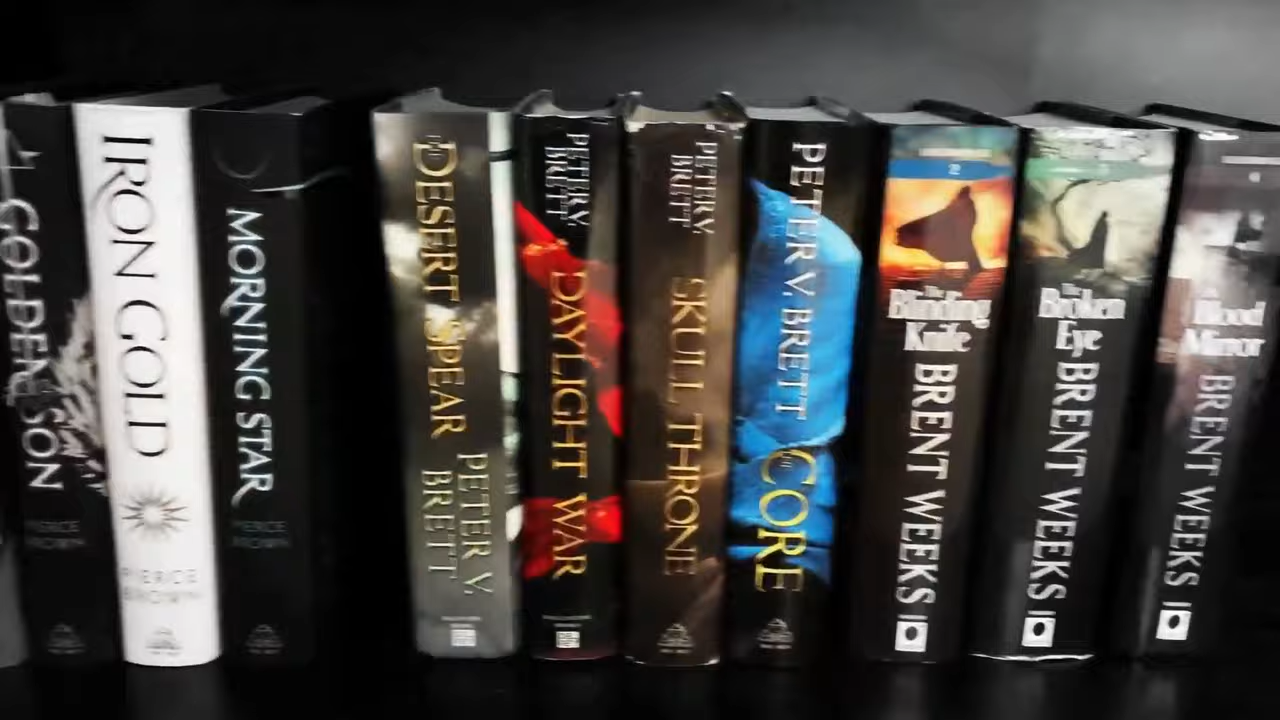 GOLDEN SON
PIERCE
BROWN
IRON GOLD
PIERCE
BROWN
MORNING STAR
PIERCE
BROWN
THE
DESERT SPEAR
PETER V.
BRETT
PETER V.
BRETT
DAYLIGHT WAR
PETER V.
BRETT
SKULL THRONE
PETER V. BRETT
THE
CORE
2
The
Blinding
Knife
BRENT WEEKS
The
Broken
Eye
BRENT WEEKS
Blood
Mirror
BRENT WEEKS